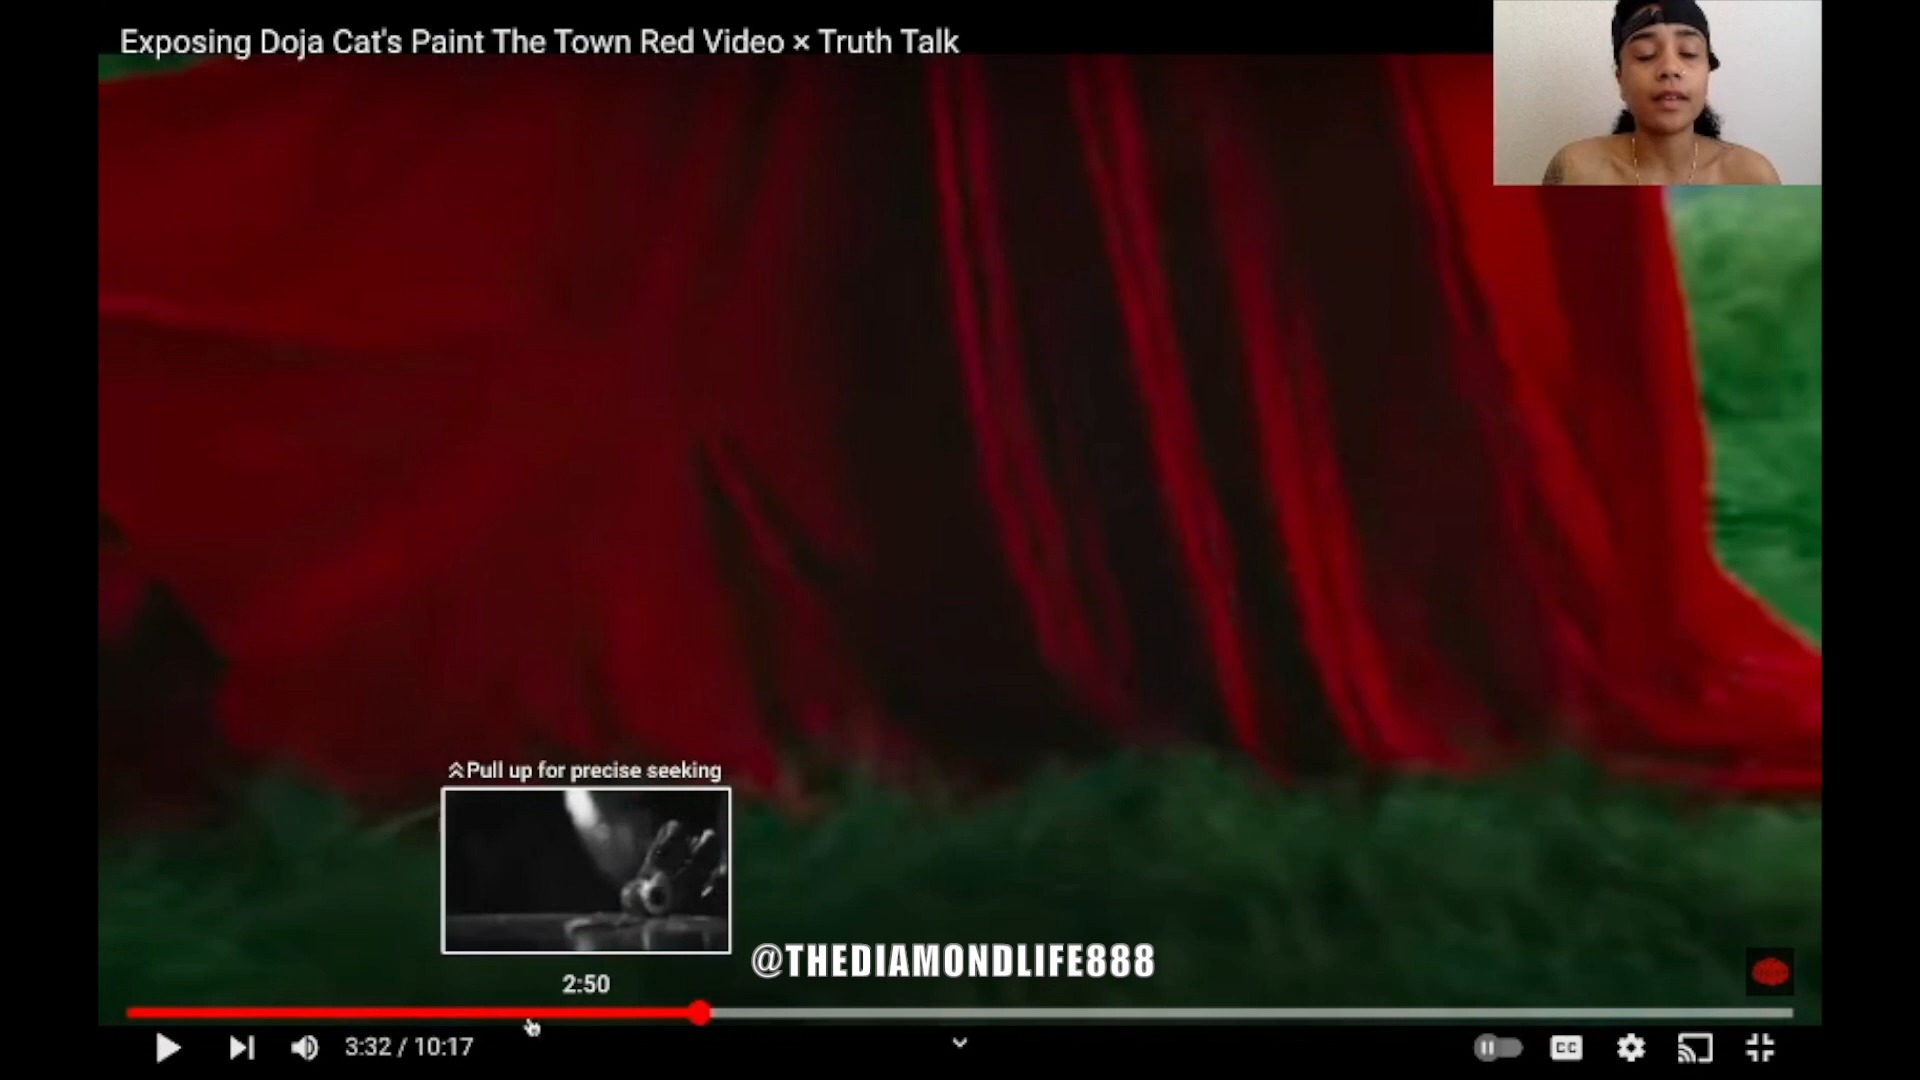 Exposing Doja Cat's Paint The Town Red Video × Truth Talk
Pull up for precise seeking
@THEDIAMONDLIFE888
2:50
3:32 / 10:17
CC